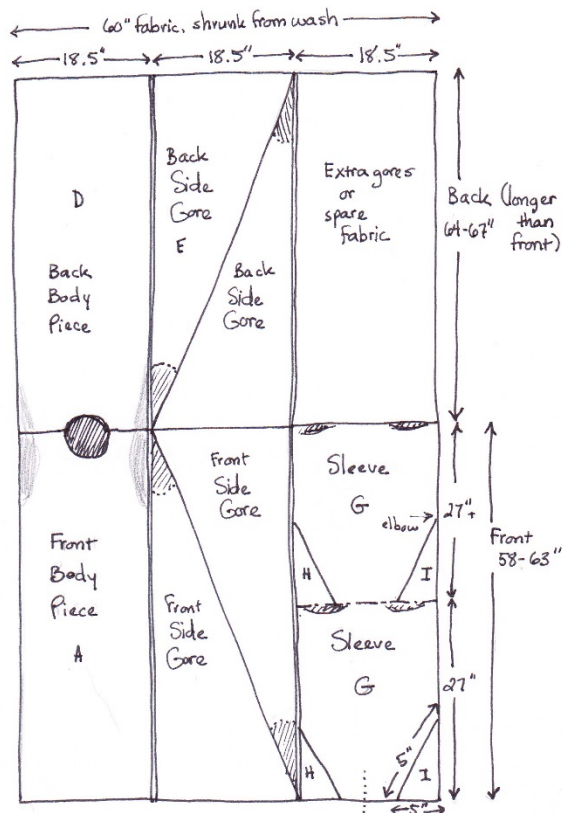 60" fabric, shrunk from wash
18.5"
18.5"
18.5"
D
Back
Body
Piece
Back
Side
Gore
E
Back
Side
Gore
Extra gores
or
spare
fabric
Back (longer
than
front)
64-67"
Front
Body
Piece
A
Front
Side
Gore
Front
Side
Gore
Sleeve
G
elbow
27"+
H
I
Front
58-63"
Sleeve
G
27"
H
5"
I
5"